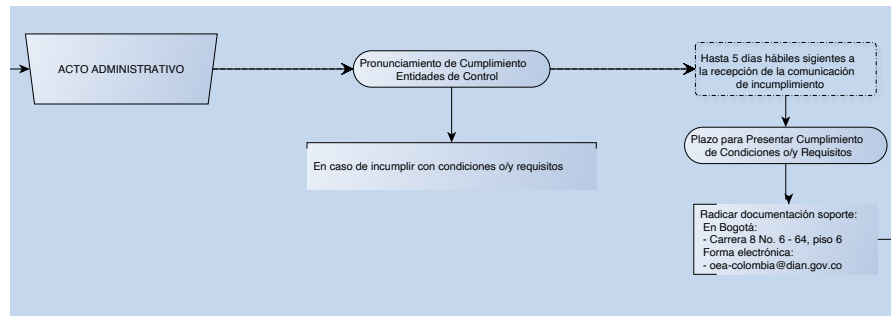 ACTO ADMINISTRATIVO
Pronunciamiento de Cumplimiento
Entidades de Control
En caso de incumplir con condiciones o/y requisitos
Hasta 5 días hábiles sigientes a
la recepción de la comunicación
de incumplimiento
Plazo para Presentar Cumplimiento
de Condiciones o/y Requisitos
Radicar documentación soporte:
En Bogotá:
- Carrera 8 No. 6 - 64, piso 6
Forma electrónica:
- oea-colombia@dian.gov.co